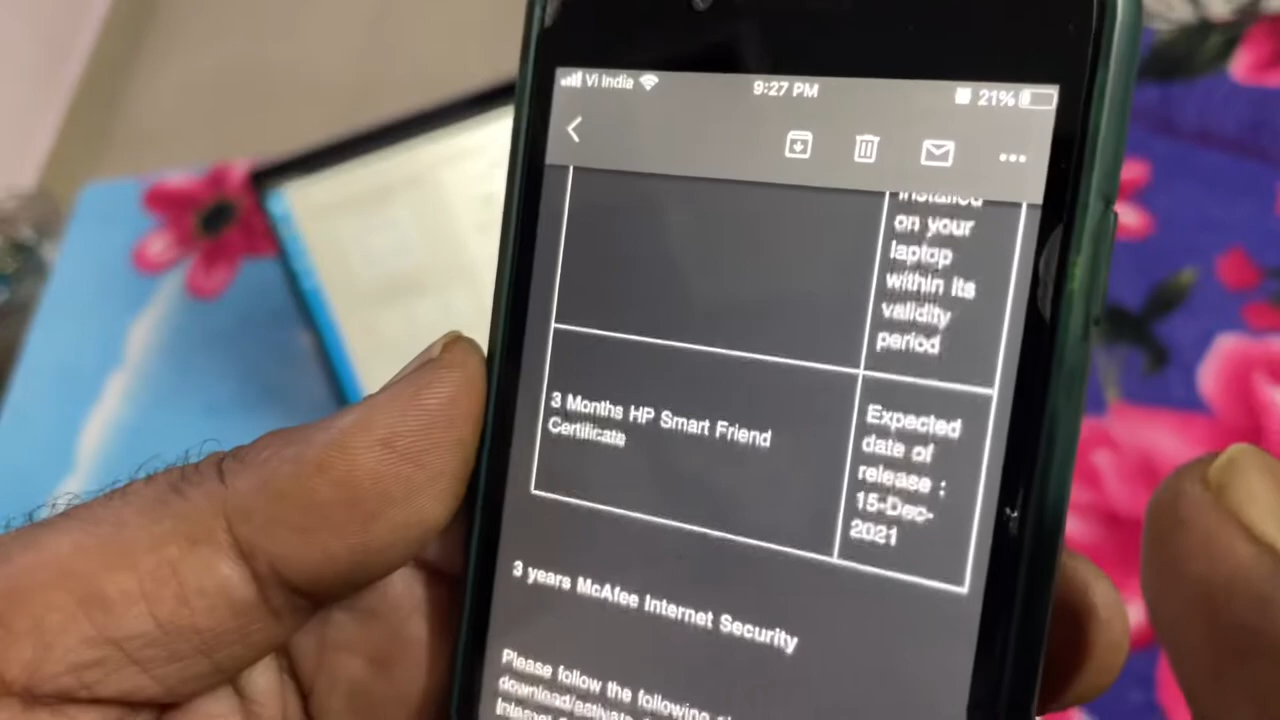 Vi India
9:27 PM
21%
installed
on your
laptop
within its
validity
period
3 Months HP Smart Friend
Certificate
Expected
date of
release :
15-Dec-
2021
3 years McAfee Internet Security
Please follow the following
Internet